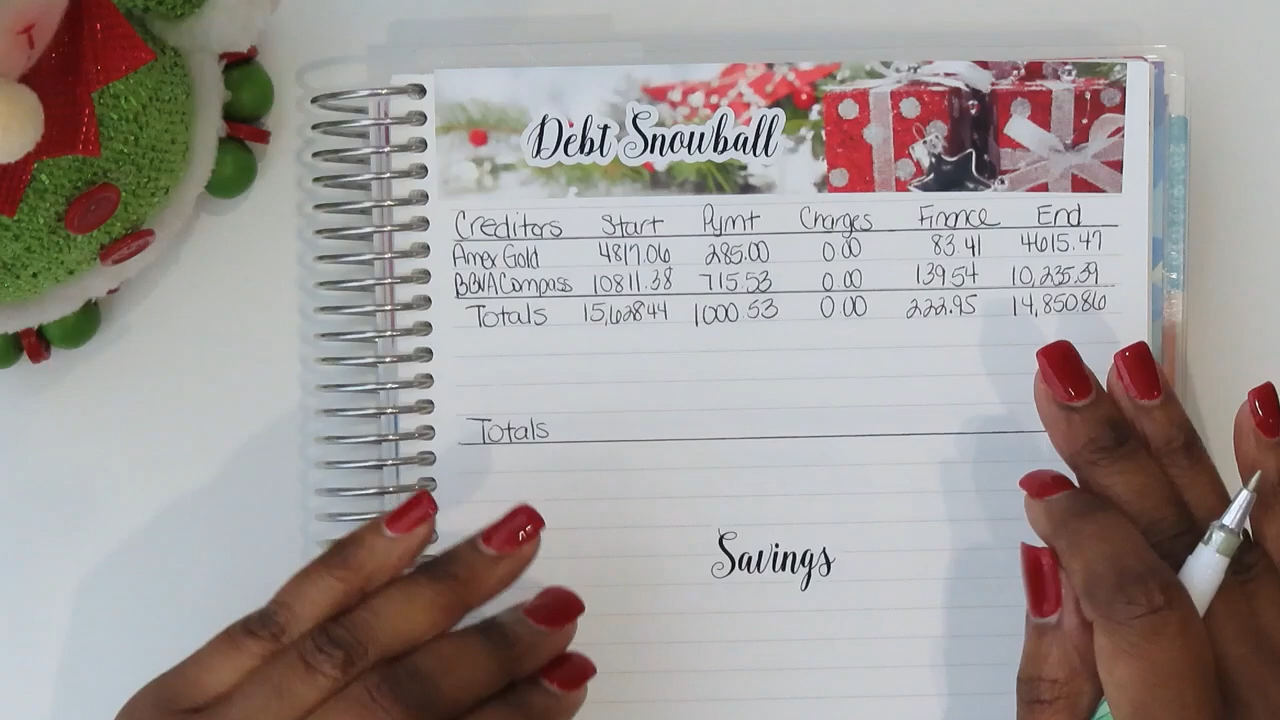 Debt Snowball
Creditors Start Pymt Charges Finance End
Amex Gold 4817.06 285.00 0.00 83.41 4615.47
BBVA Compass 10811.38 715.53 0.00 139.54 10,235.39
Totals 15,628.44 1000.53 0.00 222.95 14,850.86
Totals
Savings